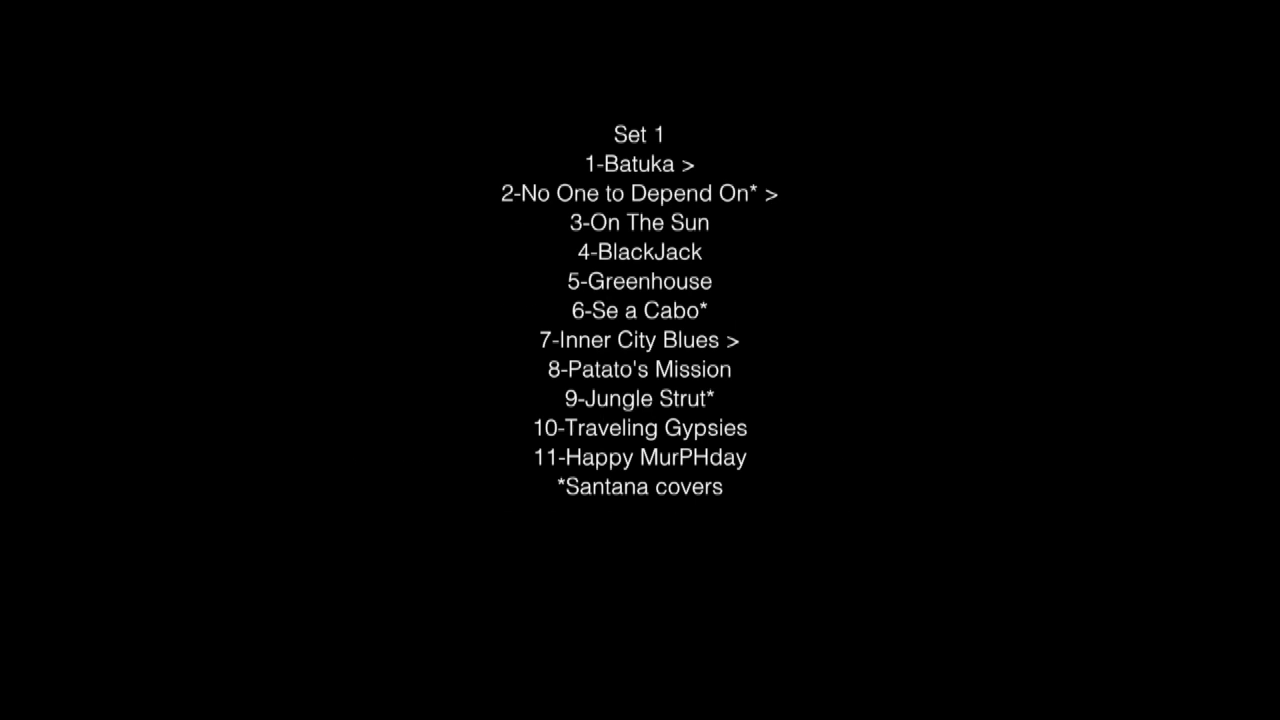 Set 1
1-Batuka >
2-No One to Depend On* >
3-On The Sun
4-BlackJack
5-Greenhouse
6-Se a Cabo*
7-Inner City Blues >
8-Patato's Mission
9-Jungle Strut*
10-Traveling Gypsies
11-Happy MurPHday
*Santana covers